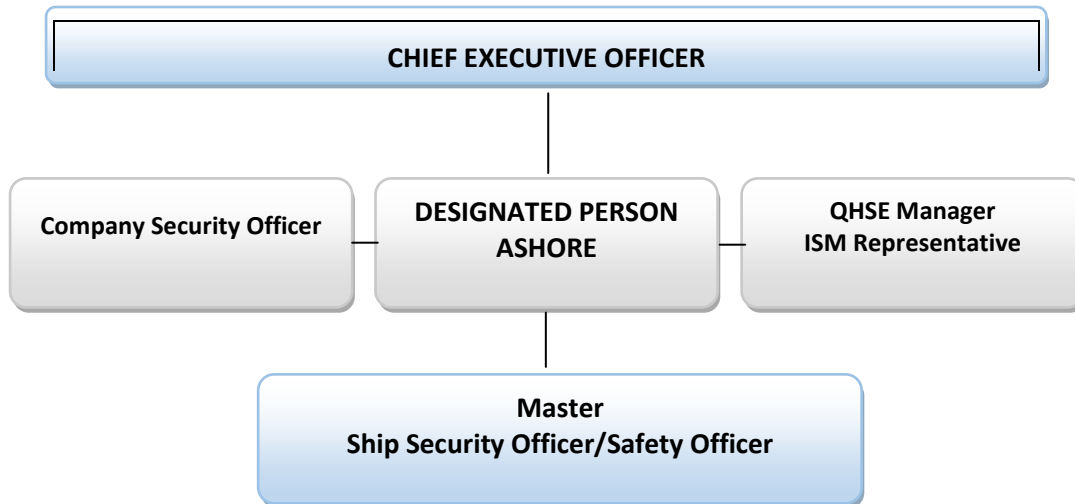 CHIEF EXECUTIVE OFFICER
Company Security Officer
DESIGNATED PERSON
ASHORE
QHSE Manager
ISM Representative
Master
Ship Security Officer/Safety Officer